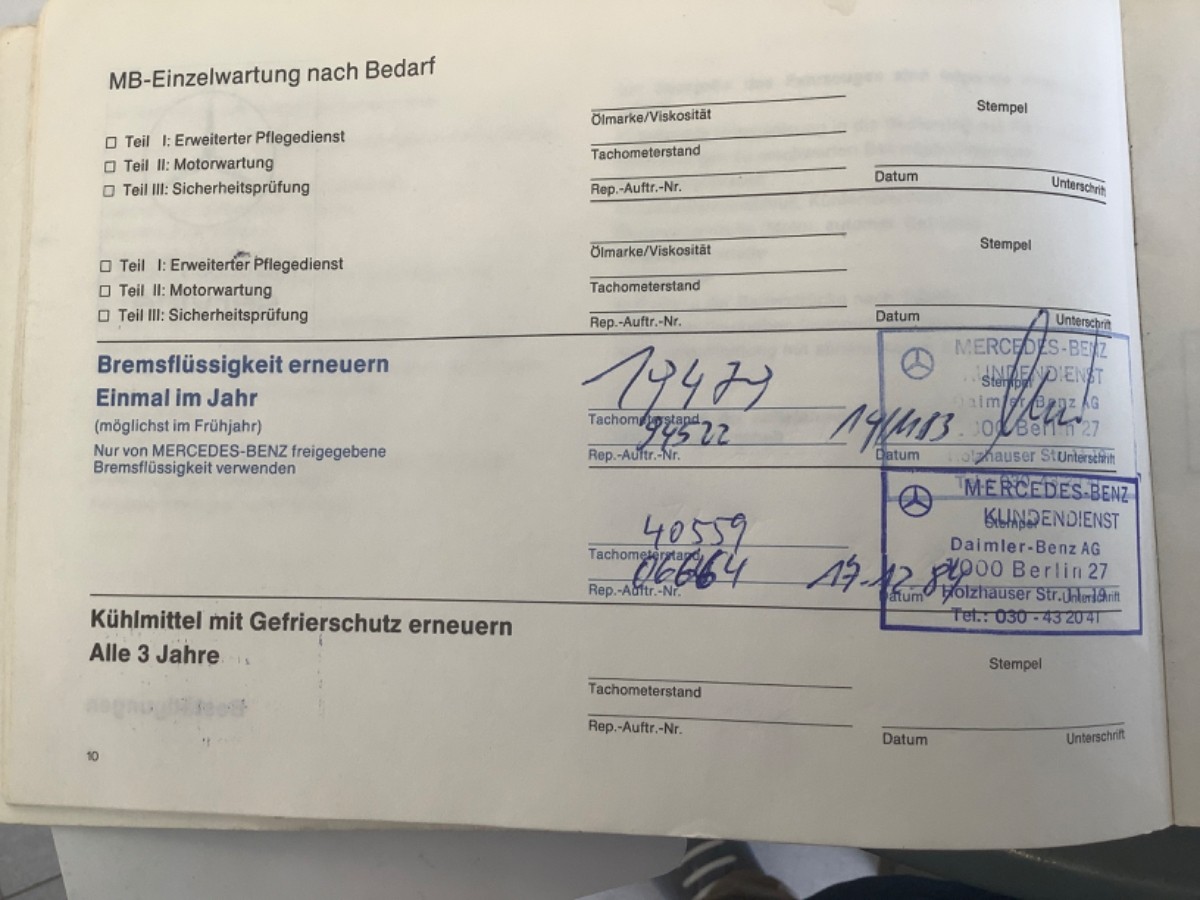 MB-Einzelwartung nach Bedarf
Ölmarke/Viskosität
Stempel
☐ Teil I: Erweiterter Pflegedienst
☐ Teil II: Motorwartung
Tachometerstand
☐ Teil III: Sicherheitsprüfung
Rep.-Auftr.-Nr.
Datum
Unterschrift
Ölmarke/Viskosität
Stempel
☐ Teil I: Erweiterter Pflegedienst
☐ Teil II: Motorwartung
Tachometerstand
☐ Teil III: Sicherheitsprüfung
Rep.-Auftr.-Nr.
Datum
Unterschrift
Bremsflüssigkeit erneuern
Einmal im Jahr
(möglichst im Frühjahr)
Nur von MERCEDES-BENZ freigegebene
Bremsflüssigkeit verwenden
19479
Tachometerstand
94522
Rep.-Auftr.-Nr.
Datum
Stempel
Unterschrift
MERCEDES-BENZ
Berlin 27
40559
Tachometerstand
06664
Rep.-Auftr.-Nr.
17.12 84
Datum
Stempel
Unterschrift
MERCEDES-BENZ
KUNDENDIENST
Daimler-Benz AG
1000 Berlin 27
Holzhauser Str. 11-19
Tel.: 030 - 43 20 41
Kühlmittel mit Gefrierschutz erneuern
Alle 3 Jahre
Stempel
Tachometerstand
Rep.-Auftr.-Nr.
Datum
Unterschrift
10